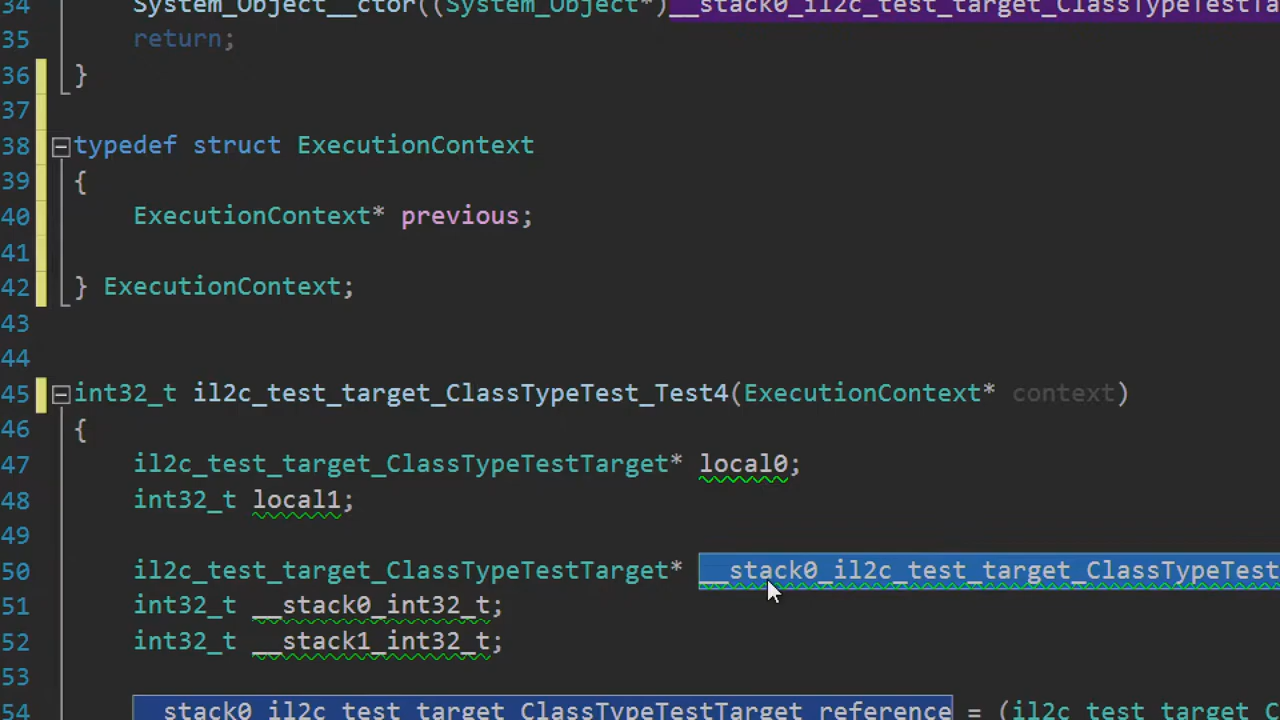 34 System_Object__ctor((System_Object*)__stack0_il2c_test_target_ClassTypeTestTa
35 return;
36 }
37
38 typedef struct ExecutionContext
39 {
40 ExecutionContext* previous;
41
42 } ExecutionContext;
43
44
45 int32_t il2c_test_target_ClassTypeTest_Test4(ExecutionContext* context)
46 {
47 il2c_test_target_ClassTypeTestTarget* local0;
48 int32_t local1;
49
50 il2c_test_target_ClassTypeTestTarget* __stack0_il2c_test_target_ClassTypeTest
51 int32_t __stack0_int32_t;
52 int32_t __stack1_int32_t;
53
54 __stack0_il2c_test_target_ClassTypeTestTarget_reference = (il2c_test_target_C